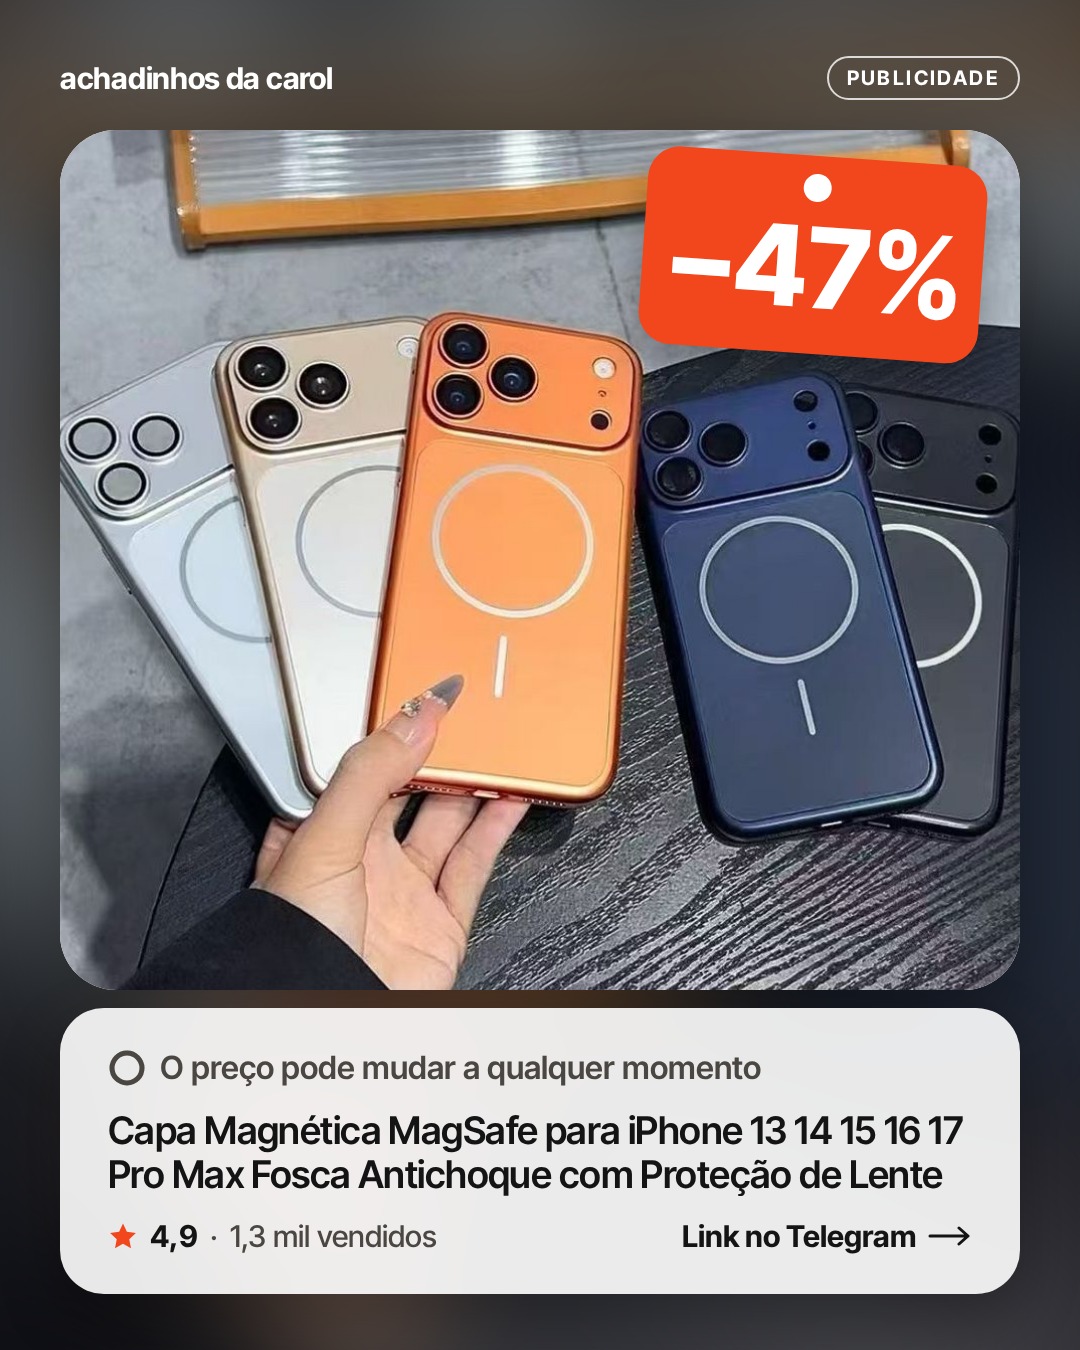 achadinhos da carol
PUBLICIDADE
–47%
O preço pode mudar a qualquer momento
Capa Magnética MagSafe para iPhone 13 14 15 16 17
Pro Max Fosca Antichoque com Proteção de Lente
4,9 · 1,3 mil vendidos
Link no Telegram →